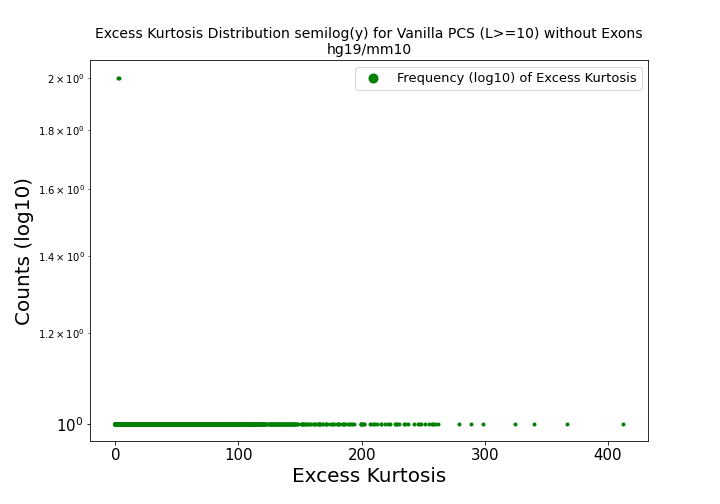 Excess Kurtosis Distribution semilog(y) for Vanilla PCS (L>=10) without Exons
hg19/mm10
Frequency (log10) of Excess Kurtosis
Counts (log10)
2 × 10⁰
1.8 × 10⁰
1.6 × 10⁰
1.4 × 10⁰
1.2 × 10⁰
10⁰
0 100 200 300 400
Excess Kurtosis